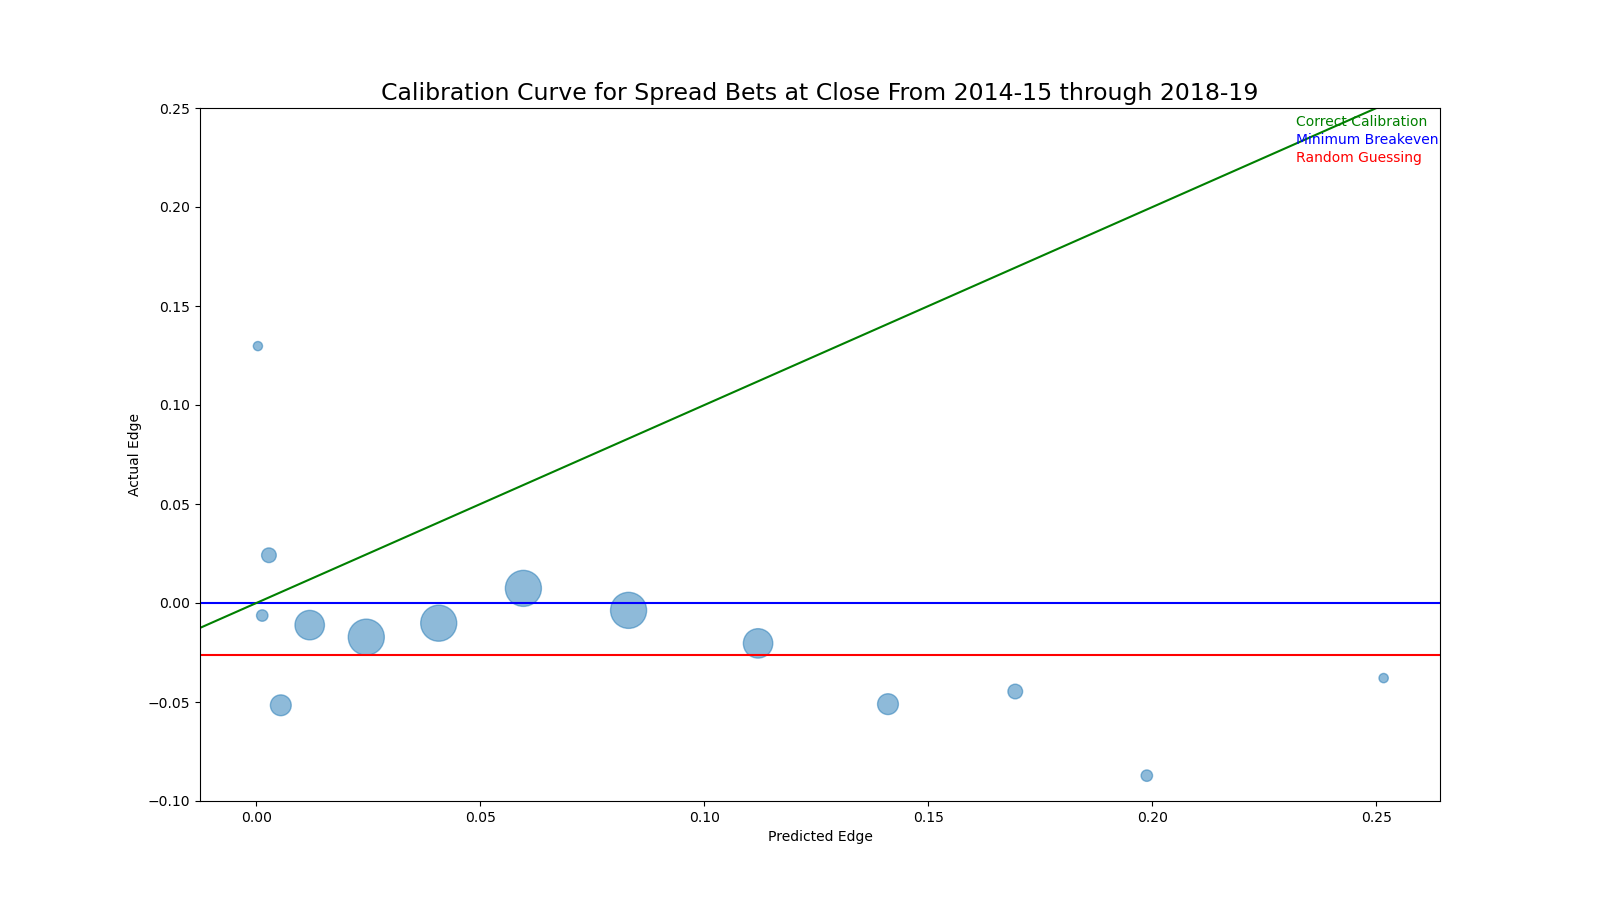 Calibration Curve for Spread Bets at Close From 2014-15 through 2018-19
0.25
Correct Calibration
Minimum Breakeven
Random Guessing
0.20
0.15
0.10
0.05
0.00
−0.05
−0.10
Actual Edge
0.00 0.05 0.10 0.15 0.20 0.25
Predicted Edge